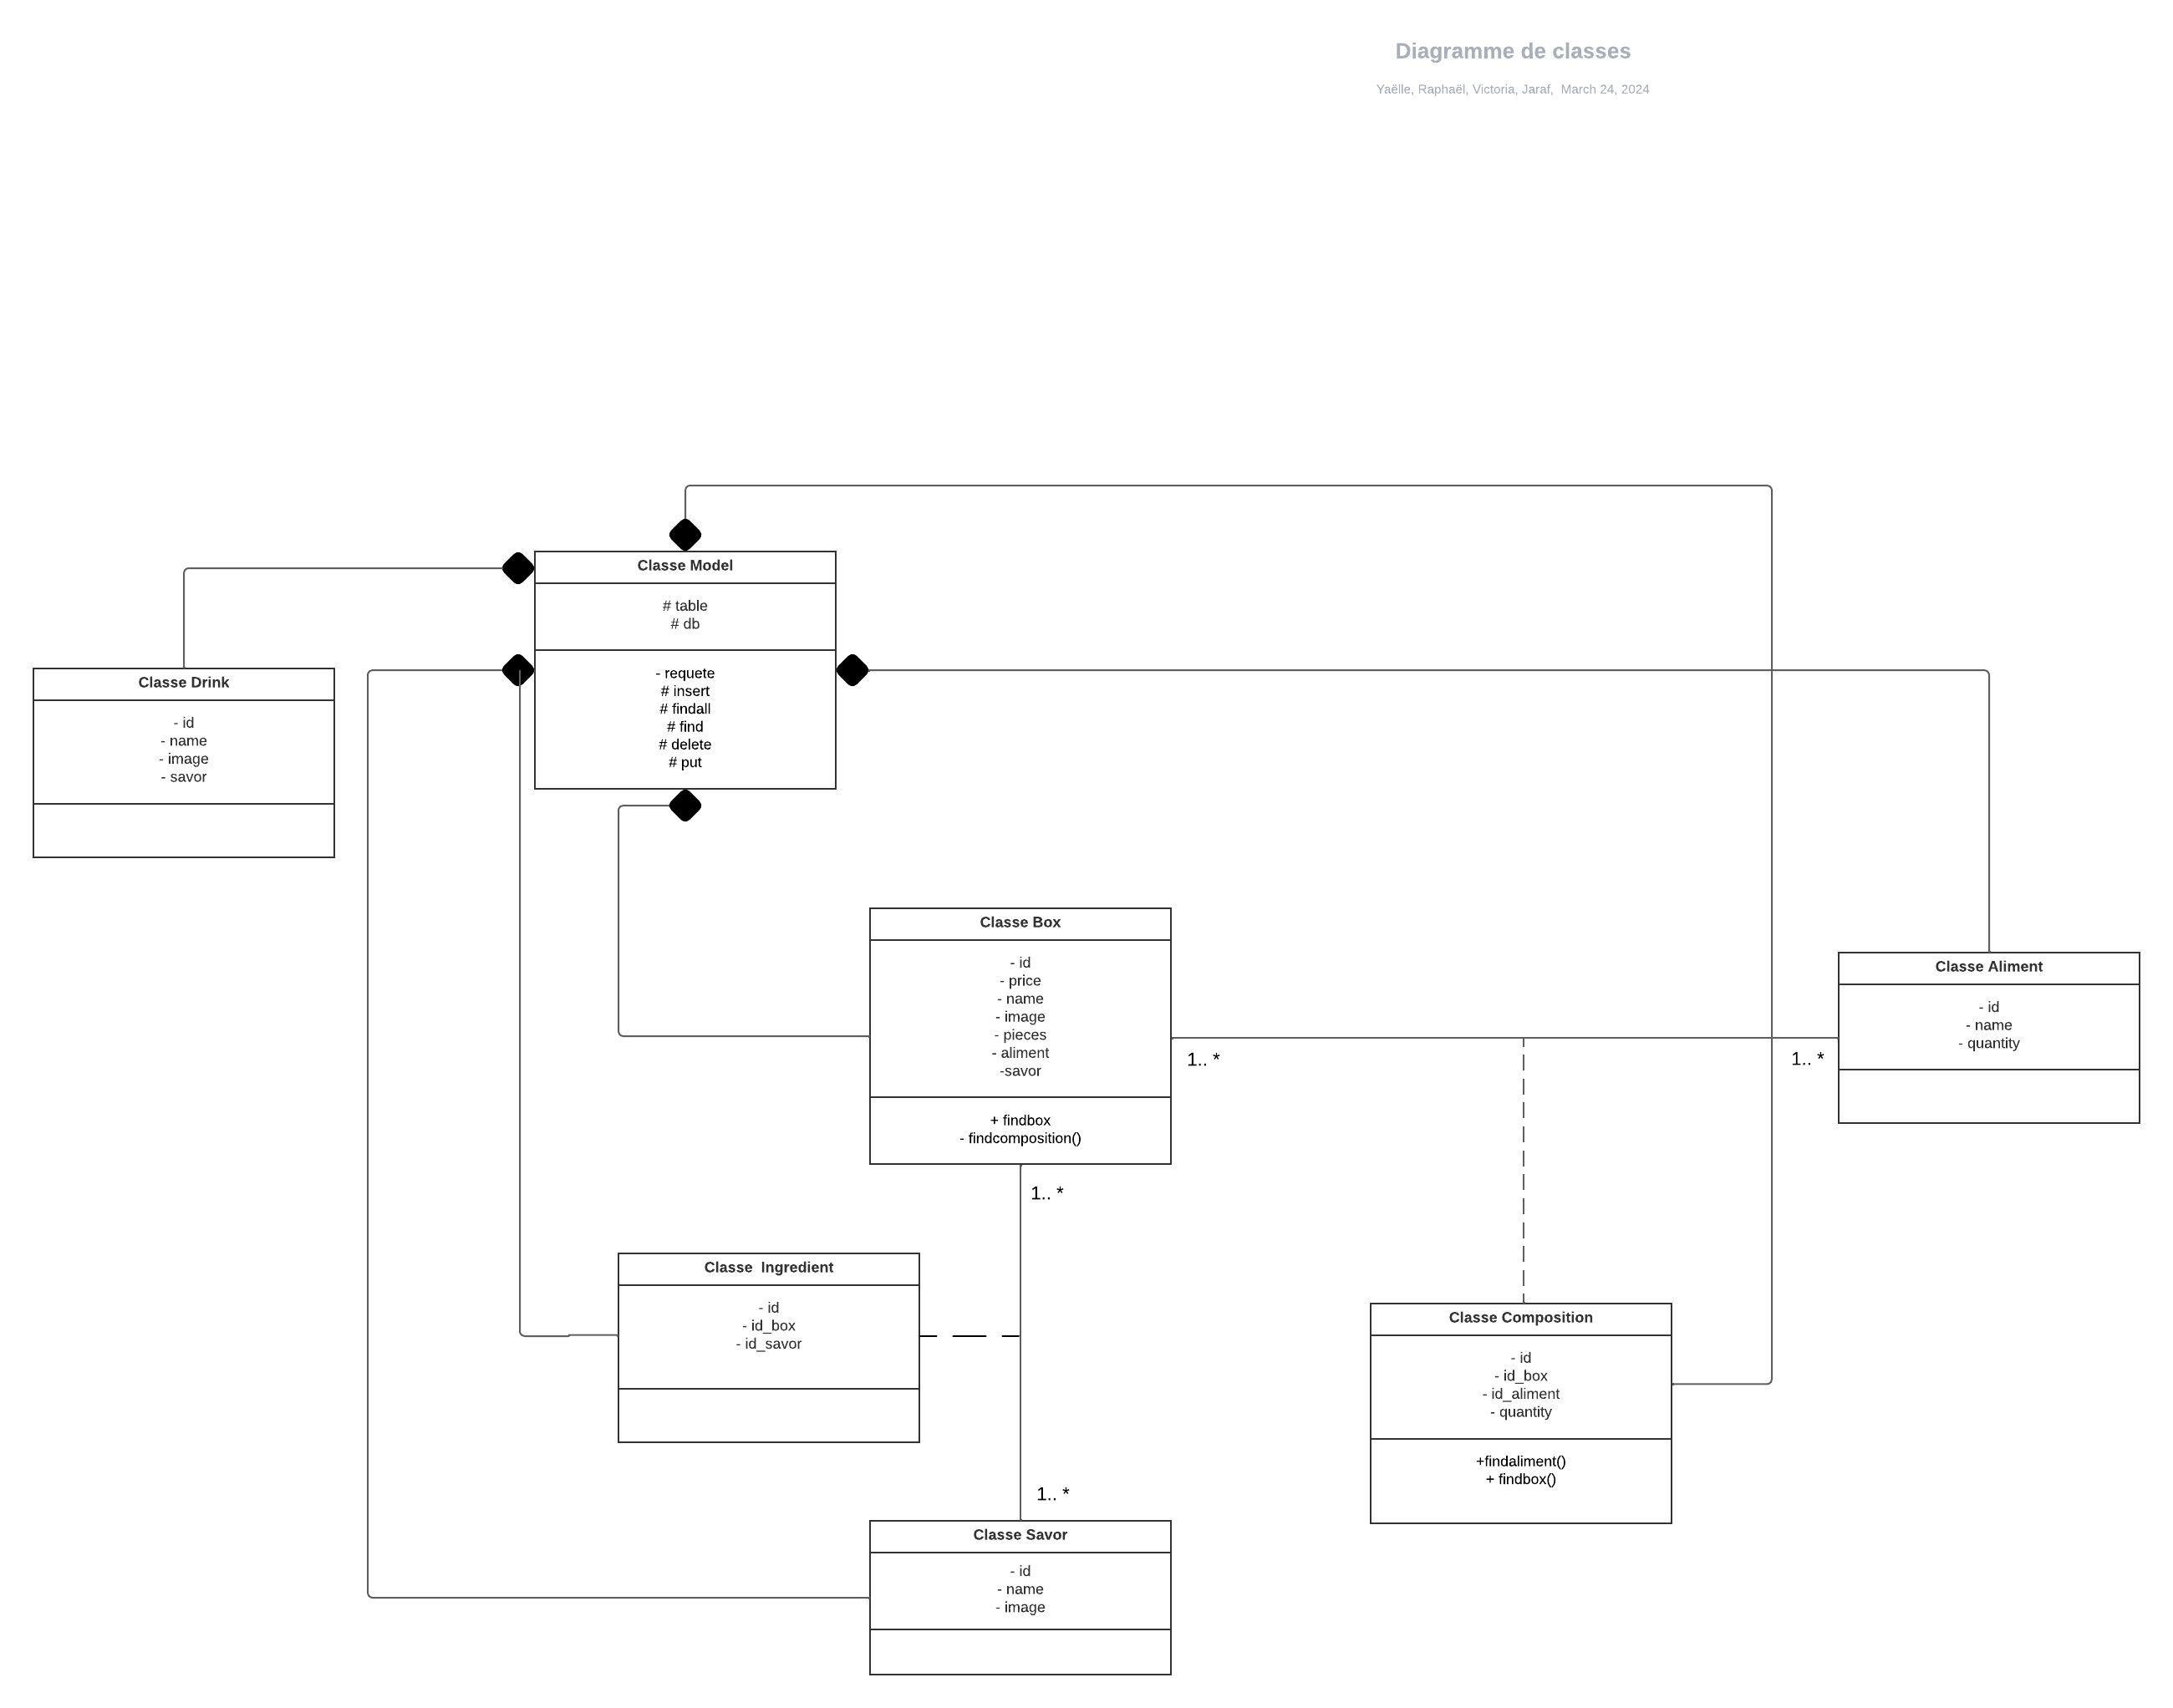 Diagramme de classes
Yaëlle, Raphaël, Victoria, Jaraf,  March 24, 2024
Classe Model
# table
# db
- requete
# insert
# findall
# find
# delete
# put
Classe Drink
- id
- name
- image
- savor
Classe Box
- id
- price
- name
- image
- pieces
- aliment
-savor
+ findbox
- findcomposition()
1.. *
1.. *
Classe Aliment
- id
- name
- quantity
1.. *
Classe  Ingredient
- id
- id_box
- id_savor
Classe Composition
- id
- id_box
- id_aliment
- quantity
+findaliment()
+ findbox()
1.. *
Classe Savor
- id
- name
- image